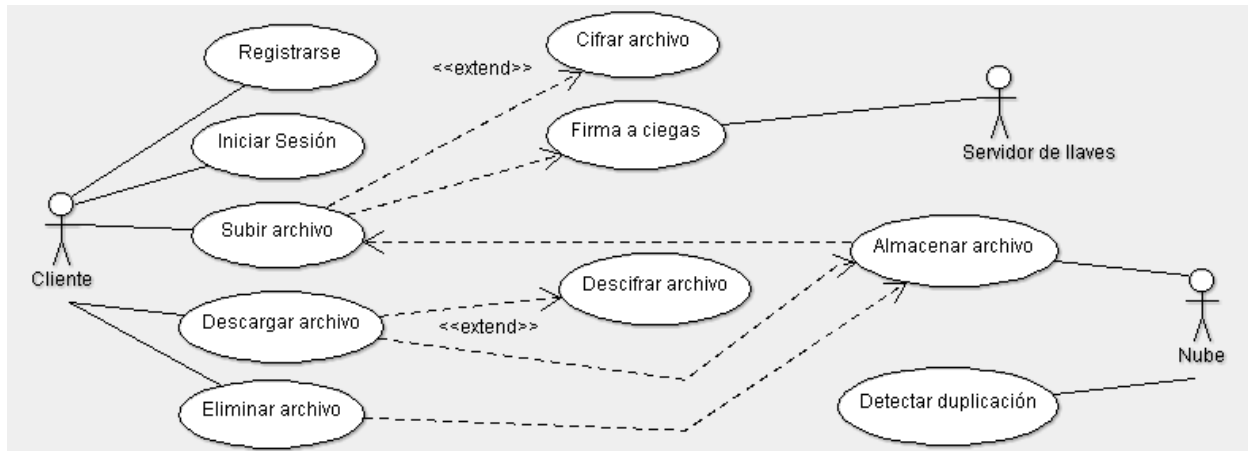 Registrarse
Cifrar archivo
<<extend>>
Iniciar Sesión
Firma a ciegas
Servidor de llaves
Subir archivo
Almacenar archivo
Cliente
Descifrar archivo
Descargar archivo
<<extend>>
Nube
Eliminar archivo
Detectar duplicación